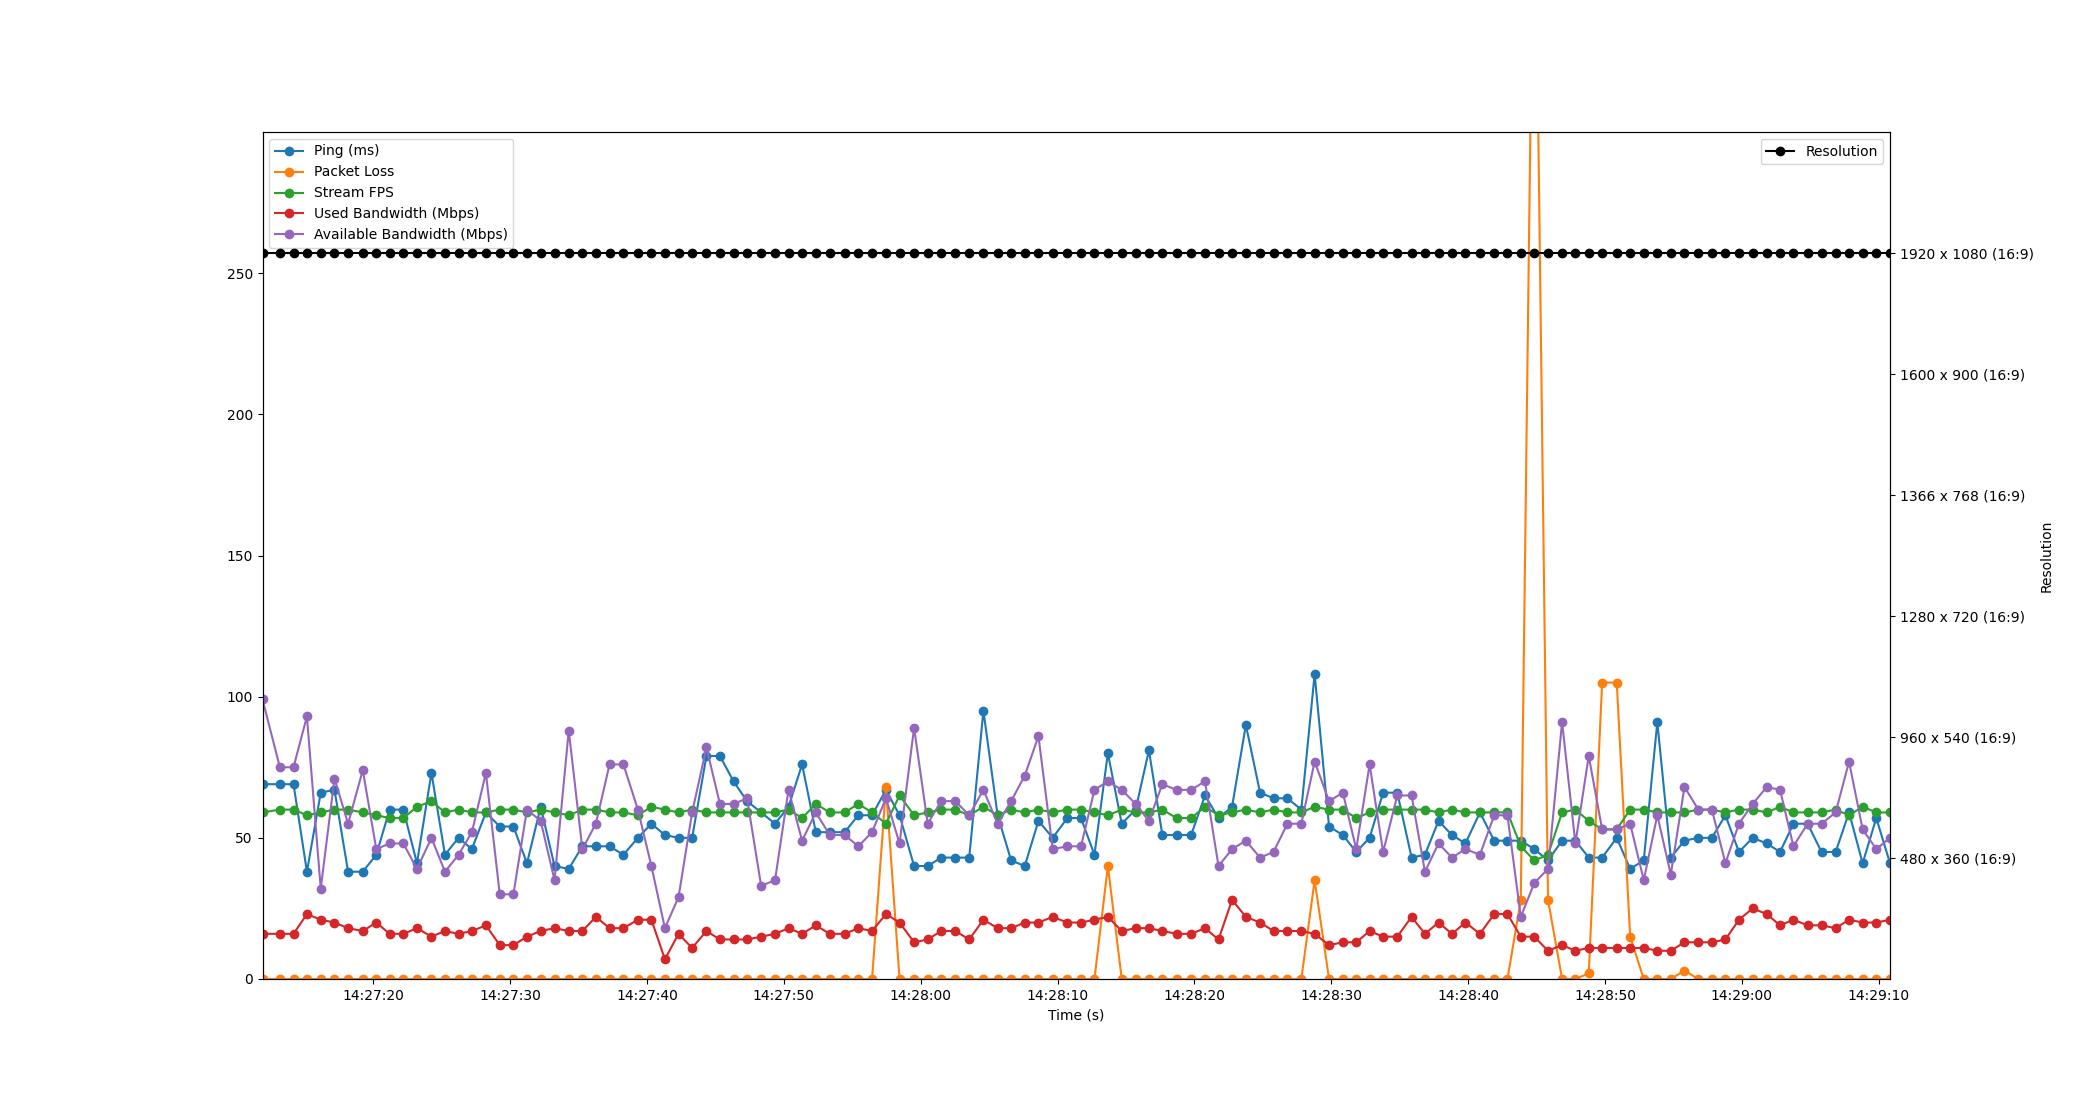 Ping (ms)
Packet Loss
Stream FPS
Used Bandwidth (Mbps)
Available Bandwidth (Mbps)
Resolution
250
200
150
100
50
0
1920 x 1080 (16:9)
1600 x 900 (16:9)
1366 x 768 (16:9)
1280 x 720 (16:9)
960 x 540 (16:9)
480 x 360 (16:9)
Resolution
14:27:20 14:27:30 14:27:40 14:27:50 14:28:00 14:28:10 14:28:20 14:28:30 14:28:40 14:28:50 14:29:00 14:29:10
Time (s)